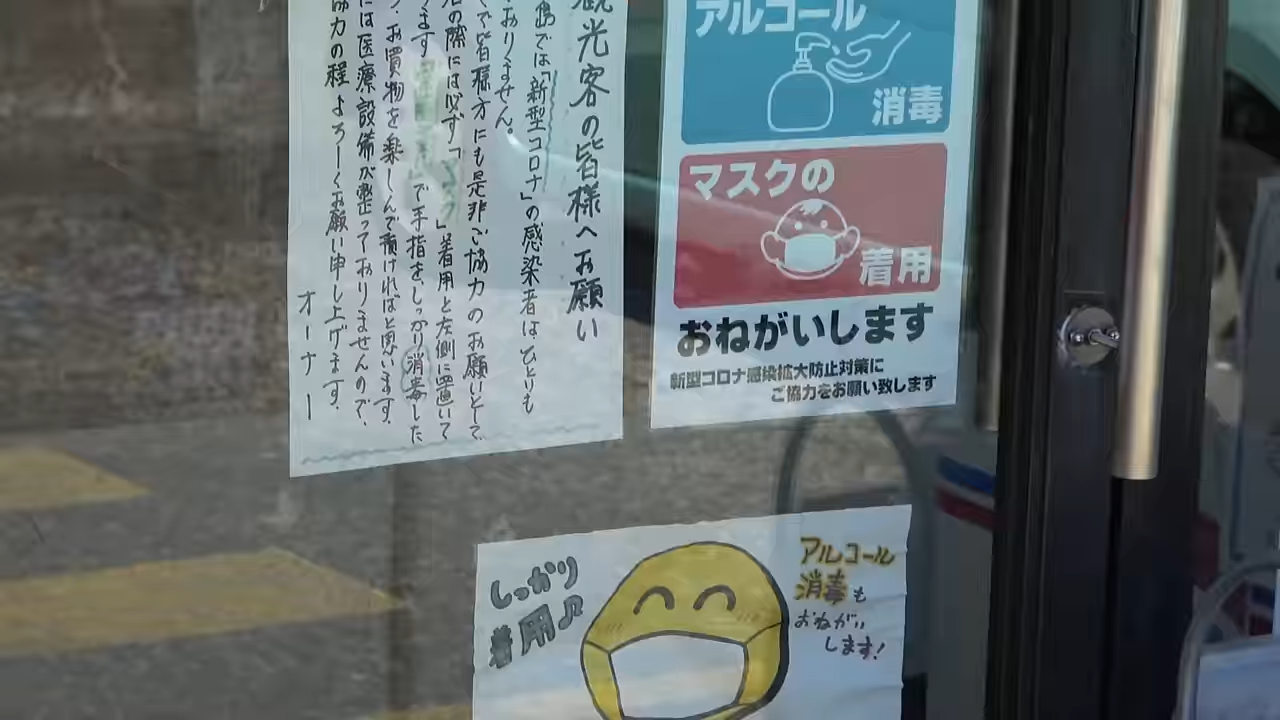 観光客の皆様へお願い
島では「新型コロナ」の感染者はひとりも
おりません。
で皆様方にも是非ご協力のお願いとして
の際には必ず「マスク」着用と左側に置いて
ます で手指をしっかり消毒した
お買物を楽しんで頂ければと思います。
には医療設備が整っておりませんので、
協力の程よろしくお願い申し上げます。
オーナー
アルコール
消毒
マスクの
着用
おねがいします
新型コロナ感染拡大防止対策に
ご協力をお願い致します
しっかり
着用♪
アルコール
消毒も
おねがい
します!